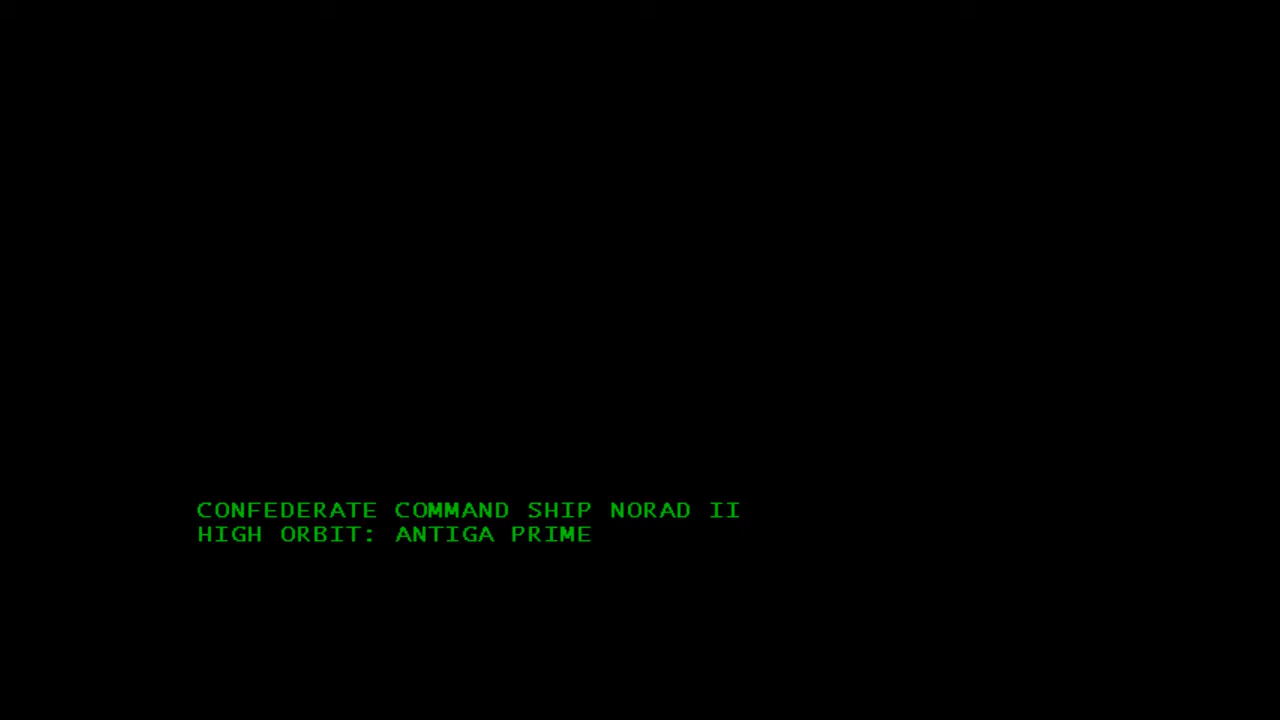 CONFEDERATE COMMAND SHIP NORAD II
HIGH ORBIT: ANTIGA PRIME